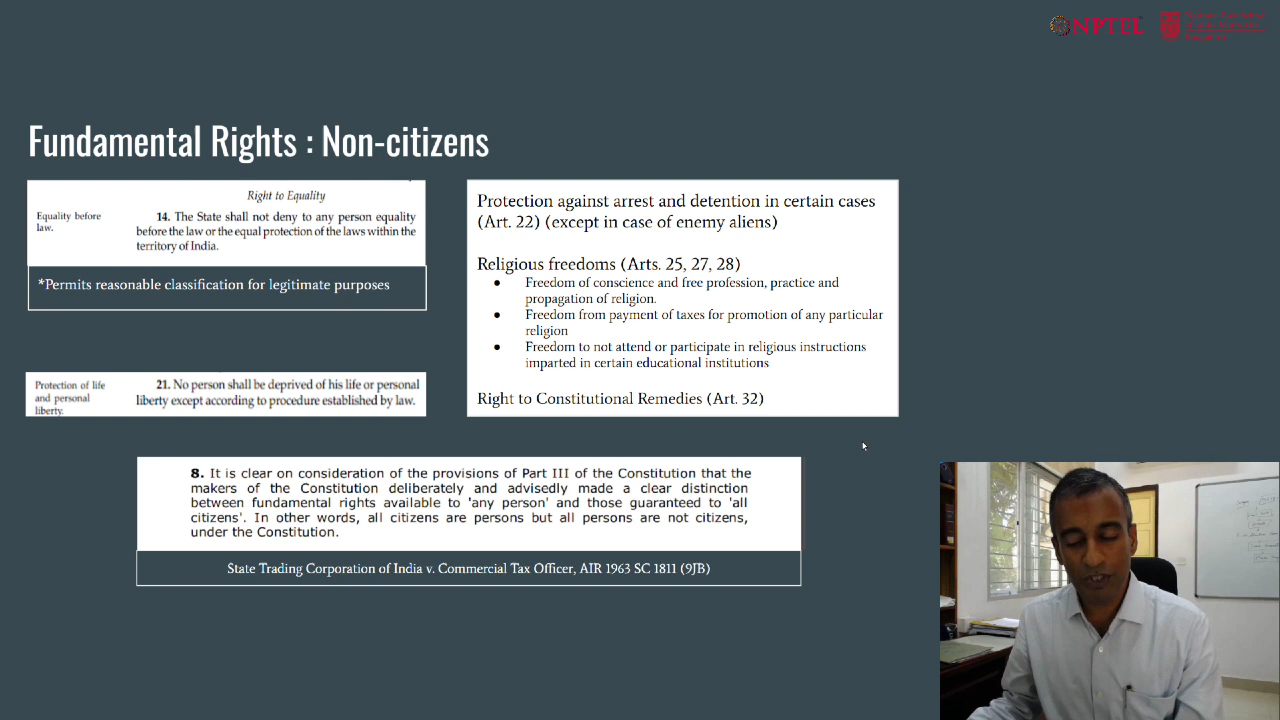 NPTEL
Fundamental Rights : Non-citizens
Right to Equality
Equality before
law.
14. The State shall not deny to any person equality
before the law or the equal protection of the laws within the
territory of India.
*Permits reasonable classification for legitimate purposes
Protection of life
and personal
liberty.
21. No person shall be deprived of his life or personal
liberty except according to procedure established by law.
Protection against arrest and detention in certain cases
(Art. 22) (except in case of enemy aliens)
Religious freedoms (Arts. 25, 27, 28)
● Freedom of conscience and free profession, practice and
propagation of religion.
● Freedom from payment of taxes for promotion of any particular
religion
● Freedom to not attend or participate in religious instructions
imparted in certain educational institutions
Right to Constitutional Remedies (Art. 32)
8. It is clear on consideration of the provisions of Part III of the Constitution that the
makers of the Constitution deliberately and advisedly made a clear distinction
between fundamental rights available to 'any person' and those guaranteed to 'all
citizens'. In other words, all citizens are persons but all persons are not citizens,
under the Constitution.
State Trading Corporation of India v. Commercial Tax Officer, AIR 1963 SC 1811 (9JB)